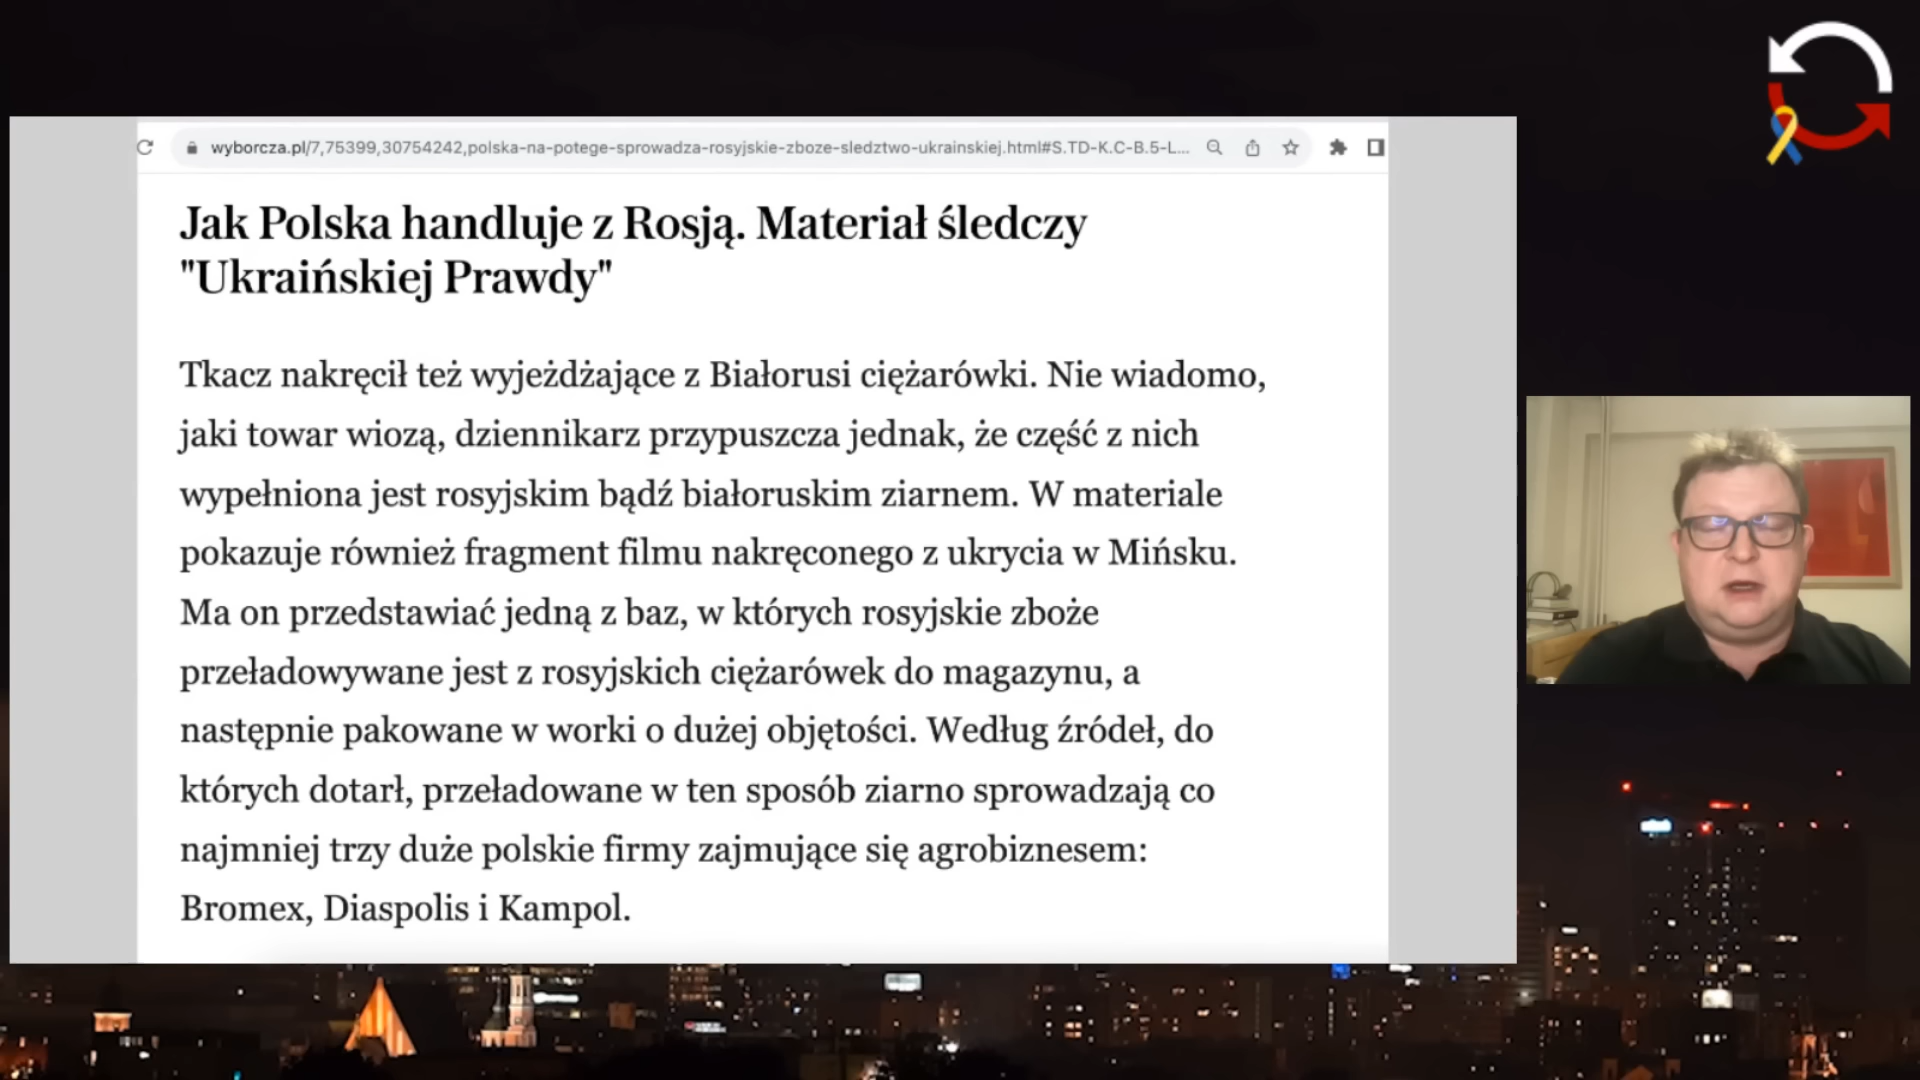 wyborcza.pl/7,75399,30754242,polska-na-potege-sprowadza-rosyjskie-zboze-sledztwo-ukrainskiej.html#S.TD-K.C-B.5-L...
Jak Polska handluje z Rosją. Materiał śledczy
"Ukraińskiej Prawdy"
Tkacz nakręcił też wyjeżdżające z Białorusi ciężarówki. Nie wiadomo,
jaki towar wiozą, dziennikarz przypuszcza jednak, że część z nich
wypełniona jest rosyjskim bądź białoruskim ziarnem. W materiale
pokazuje również fragment filmu nakręconego z ukrycia w Mińsku.
Ma on przedstawiać jedną z baz, w których rosyjskie zboże
przeładowywane jest z rosyjskich ciężarówek do magazynu, a
następnie pakowane w worki o dużej objętości. Według źródeł, do
których dotarł, przeładowane w ten sposób ziarno sprowadzają co
najmniej trzy duże polskie firmy zajmujące się agrobiznesem:
Bromex, Diaspolis i Kampol.